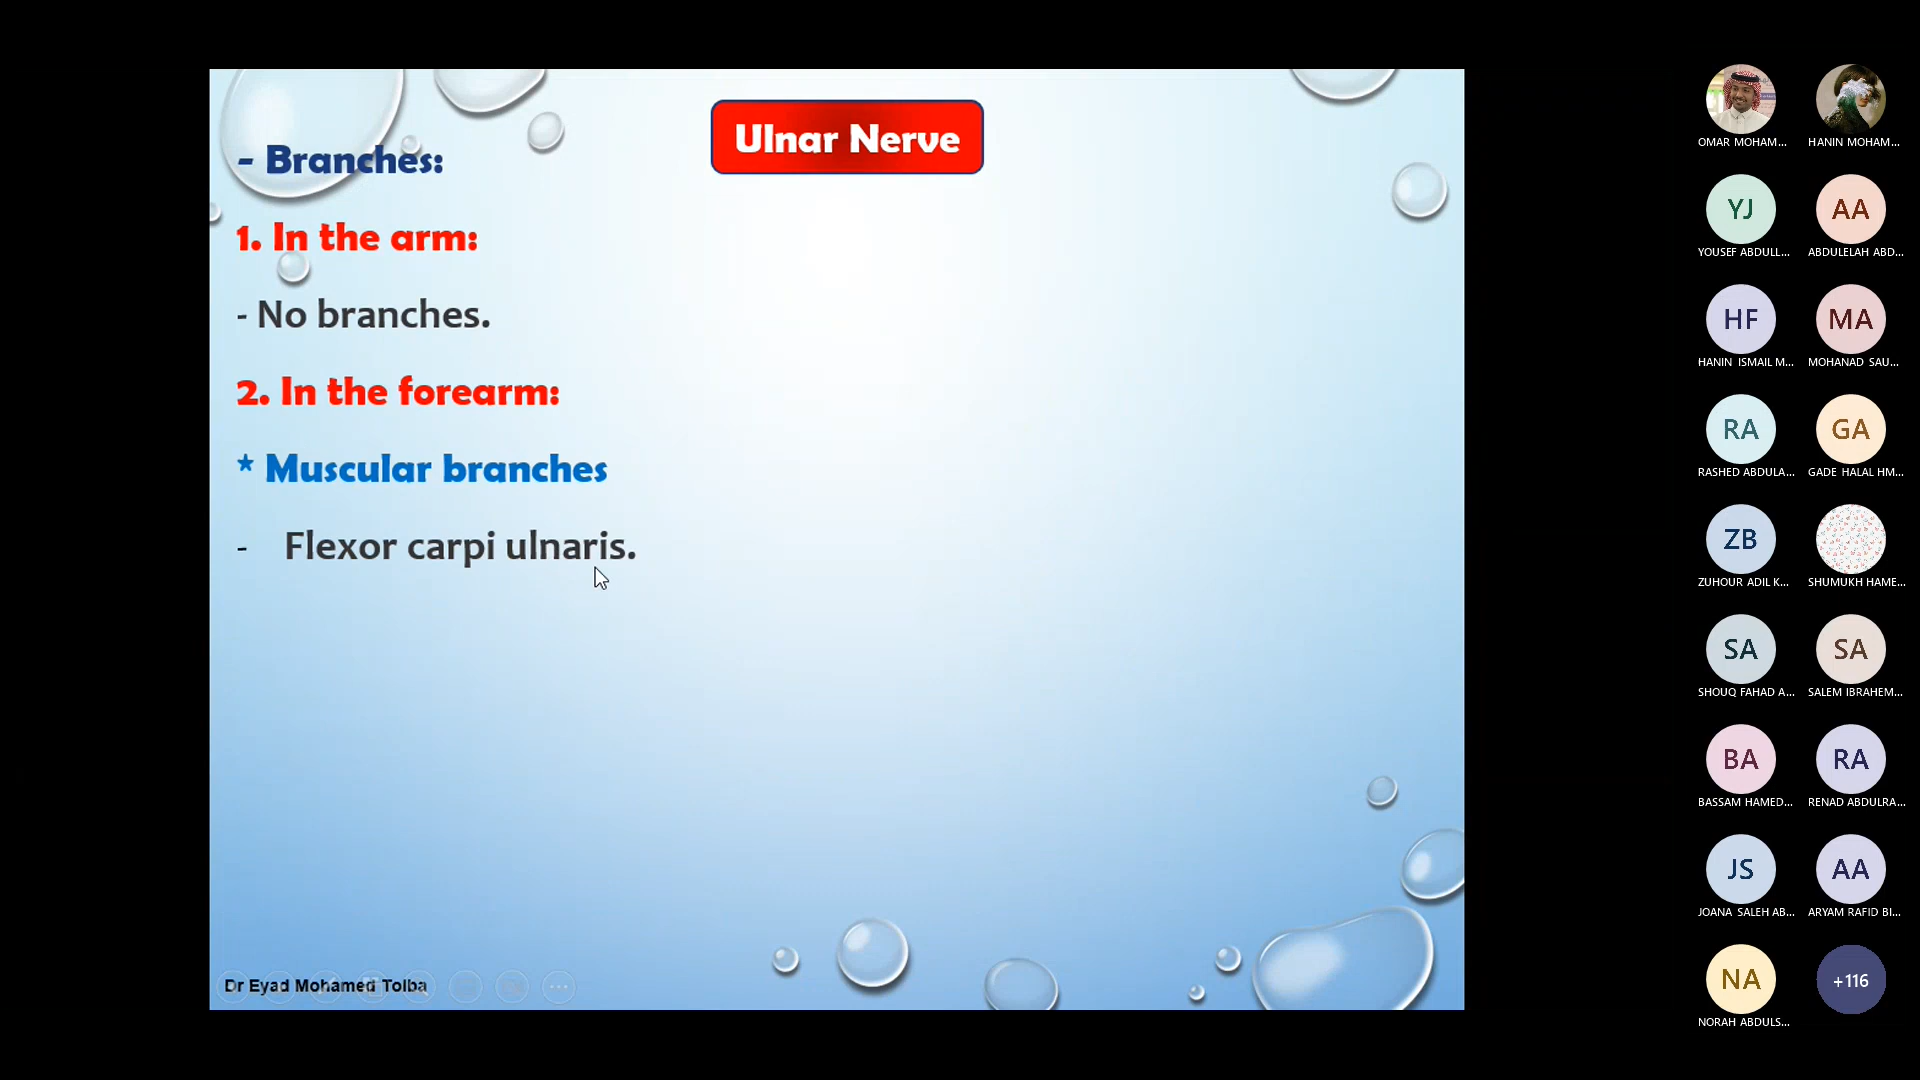 Ulnar Nerve
- Branches:
1. In the arm:
- No branches.
2. In the forearm:
* Muscular branches
- Flexor carpi ulnaris.
Dr Eyad Mohamed Tolba
OMAR MOHAM...
HANIN MOHAM...
YJ
YOUSEF ABDULL...
AA
ABDULELAH ABD...
HF
HANIN ISMAIL M...
MA
MOHANAD SAU...
RA
RASHED ABDULA...
GA
GADE HALAL HM...
ZB
ZUHOUR ADIL K...
SHUMUKH HAME...
SA
SHOUQ FAHAD A...
SA
SALEM IBRAHEM...
BA
BASSAM HAMED...
RA
RENAD ABDULRA...
JS
JOANA SALEH AB...
AA
ARYAM RAFID BI...
NA
NORAH ABDULS...
+116